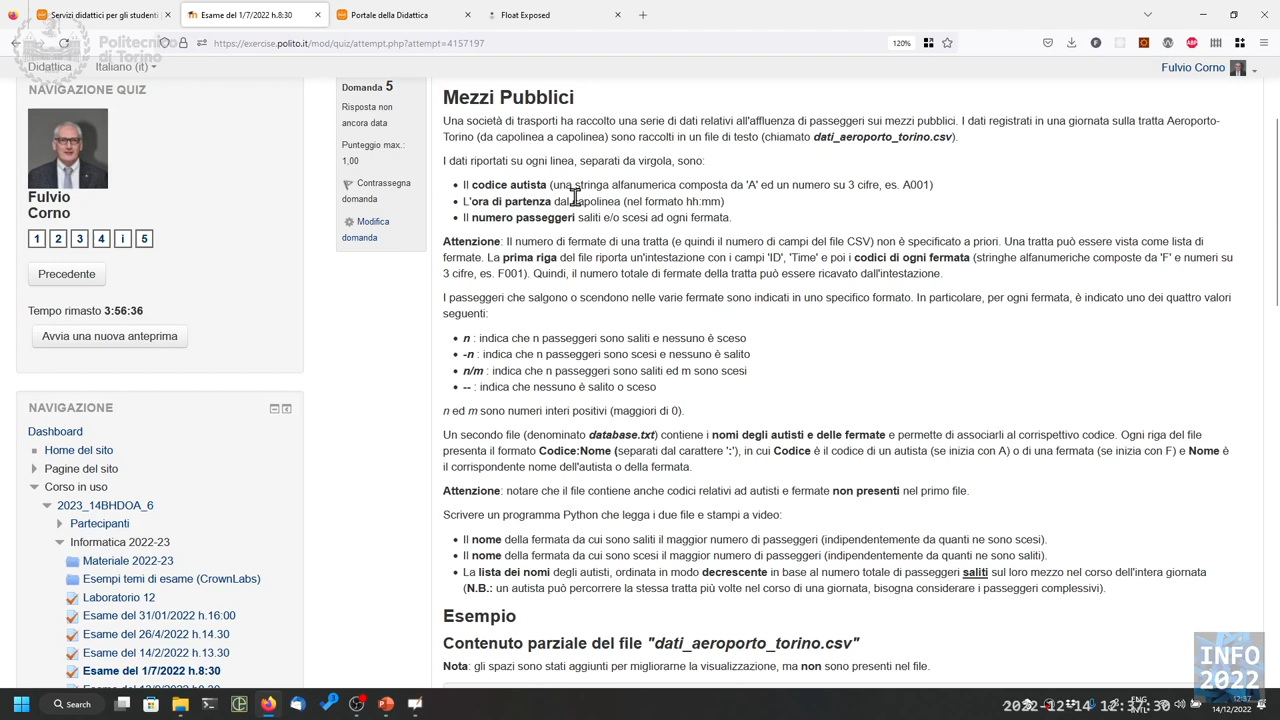 Servizi didattici per gli studenti
Esame del 1/7/2022 h.8:30
Portale della Didattica
Float Exposed
https://exercise.polito.it/mod/quiz/attempt.php?attempt=4157197
120%
Politecnico
di Torino
Didattica
Italiano (it)
Fulvio Corno
NAVIGAZIONE QUIZ
Fulvio
Corno
1 2 3 4 i 5
Precedente
Tempo rimasto 3:56:36
Avvia una nuova anteprima
NAVIGAZIONE
Dashboard
Home del sito
Pagine del sito
Corso in uso
2023_14BHDOA_6
Partecipanti
Informatica 2022-23
Materiale 2022-23
Esempi temi di esame (CrownLabs)
Laboratorio 12
Esame del 31/01/2022 h.16:00
Esame del 26/4/2022 h.14.30
Esame del 14/2/2022 h.13.30
Esame del 1/7/2022 h.8:30
Domanda 5
Risposta non
ancora data
Punteggio max.:
1,00
Contrassegna
domanda
Modifica
domanda
Mezzi Pubblici
Una società di trasporti ha raccolto una serie di dati relativi all'affluenza di passeggeri sui mezzi pubblici. I dati registrati in una giornata sulla tratta Aeroporto-
Torino (da capolinea a capolinea) sono raccolti in un file di testo (chiamato dati_aeroporto_torino.csv).
I dati riportati su ogni linea, separati da virgola, sono:
Il codice autista (una stringa alfanumerica composta da 'A' ed un numero su 3 cifre, es. A001)
L'ora di partenza dal capolinea (nel formato hh:mm)
Il numero passeggeri saliti e/o scesi ad ogni fermata.
Attenzione: Il numero di fermate di una tratta (e quindi il numero di campi del file CSV) non è specificato a priori. Una tratta può essere vista come lista di
fermate. La prima riga del file riporta un'intestazione con i campi 'ID', 'Time' e poi i codici di ogni fermata (stringhe alfanumeriche composte da 'F' e numeri su
3 cifre, es. F001). Quindi, il numero totale di fermate della tratta può essere ricavato dall'intestazione.
I passeggeri che salgono o scendono nelle varie fermate sono indicati in uno specifico formato. In particolare, per ogni fermata, è indicato uno dei quattro valori
seguenti:
n : indica che n passeggeri sono saliti e nessuno è sceso
-n : indica che n passeggeri sono scesi e nessuno è salito
n/m : indica che n passeggeri sono saliti ed m sono scesi
-- : indica che nessuno è salito o sceso
n ed m sono numeri interi positivi (maggiori di 0).
Un secondo file (denominato database.txt) contiene i nomi degli autisti e delle fermate e permette di associarli al corrispettivo codice. Ogni riga del file
presenta il formato Codice:Nome (separati dal carattere ':'), in cui Codice è il codice di un autista (se inizia con A) o di una fermata (se inizia con F) e Nome è
il corrispondente nome dell'autista o della fermata.
Attenzione: notare che il file contiene anche codici relativi ad autisti e fermate non presenti nel primo file.
Scrivere un programma Python che legga i due file e stampi a video:
Il nome della fermata da cui sono saliti il maggior numero di passeggeri (indipendentemente da quanti ne sono scesi).
Il nome della fermata da cui sono scesi il maggior numero di passeggeri (indipendentemente da quanti ne sono saliti).
La lista dei nomi degli autisti, ordinata in modo decrescente in base al numero totale di passeggeri saliti sul loro mezzo nel corso dell'intera giornata
(N.B.: un autista può percorrere la stessa tratta più volte nel corso di una giornata, bisogna considerare i passeggeri complessivi).
Esempio
Contenuto parziale del file "dati_aeroporto_torino.csv"
Nota: gli spazi sono stati aggiunti per migliorarne la visualizzazione, ma non sono presenti nel file.
INFO
2022
Search
ENG
INTL
2022-12-14 12:37:30
12:37
14/12/2022